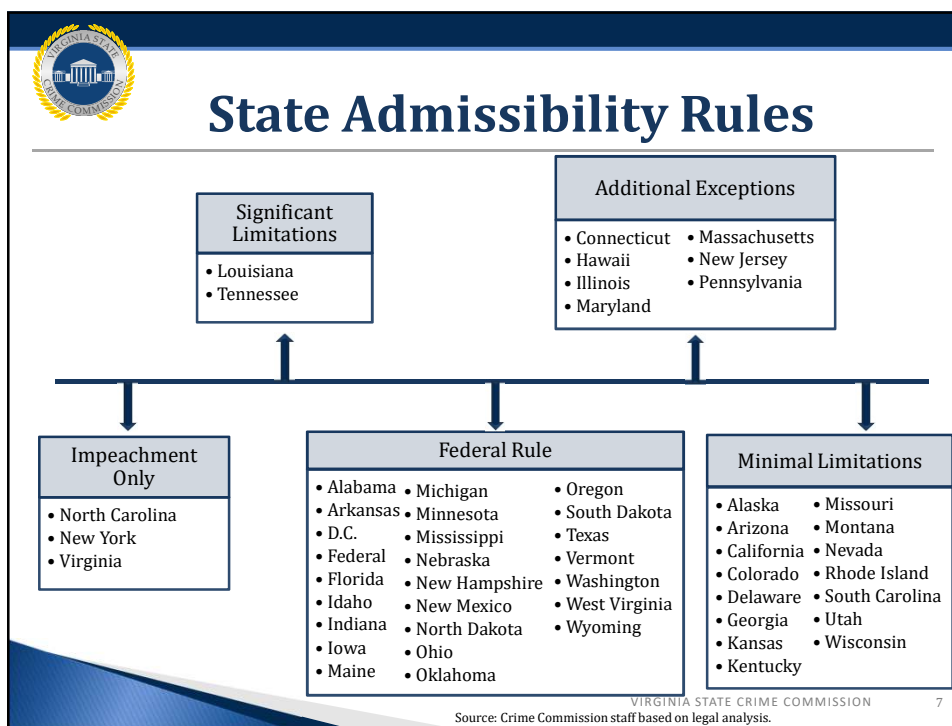 VIRGINIA STATE
CRIME COMMISSION
State Admissibility Rules
Significant
Limitations
• Louisiana
• Tennessee
Additional Exceptions
• Connecticut
• Hawaii
• Illinois
• Maryland
• Massachusetts
• New Jersey
• Pennsylvania
Impeachment
Only
• North Carolina
• New York
• Virginia
Federal Rule
• Alabama
• Arkansas
• D.C.
• Federal
• Florida
• Idaho
• Indiana
• Iowa
• Maine
• Michigan
• Minnesota
• Mississippi
• Nebraska
• New Hampshire
• New Mexico
• North Dakota
• Ohio
• Oklahoma
• Oregon
• South Dakota
• Texas
• Vermont
• Washington
• West Virginia
• Wyoming
Minimal Limitations
• Alaska
• Arizona
• California
• Colorado
• Delaware
• Georgia
• Kansas
• Kentucky
• Missouri
• Montana
• Nevada
• Rhode Island
• South Carolina
• Utah
• Wisconsin
VIRGINIA STATE CRIME COMMISSION 7
Source: Crime Commission staff based on legal analysis.